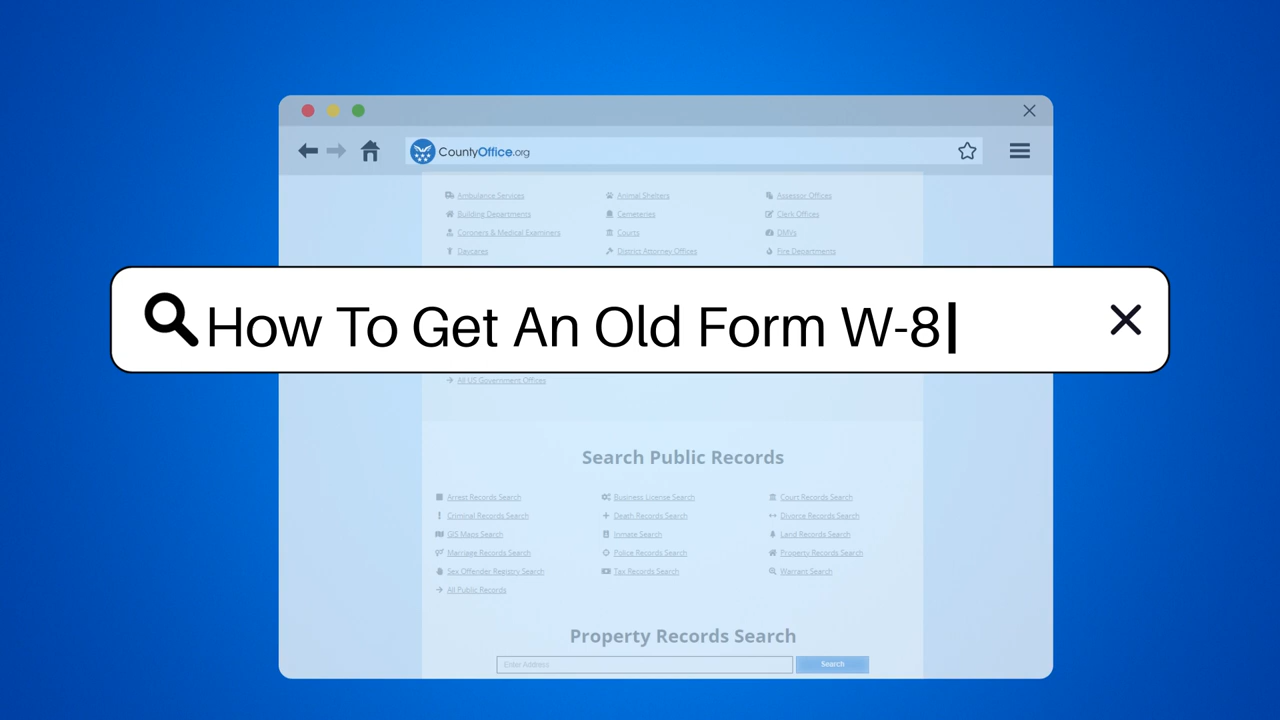 CountyOffice.org
Ambulance Services Animal Shelters Assessor Offices
Building Departments Cemeteries Clerk Offices
Coroners & Medical Examiners Courts DMVs
Daycares District Attorney Offices Fire Departments
How To Get An Old Form W-8
All US Government Offices
Search Public Records
Arrest Records Search Business License Search Court Records Search
Criminal Records Search Death Records Search Divorce Records Search
GIS Maps Search Inmate Search Land Records Search
Marriage Records Search Police Records Search Property Records Search
Sex Offender Registry Search Tax Records Search Warrant Search
All Public Records
Property Records Search
Enter Address Search